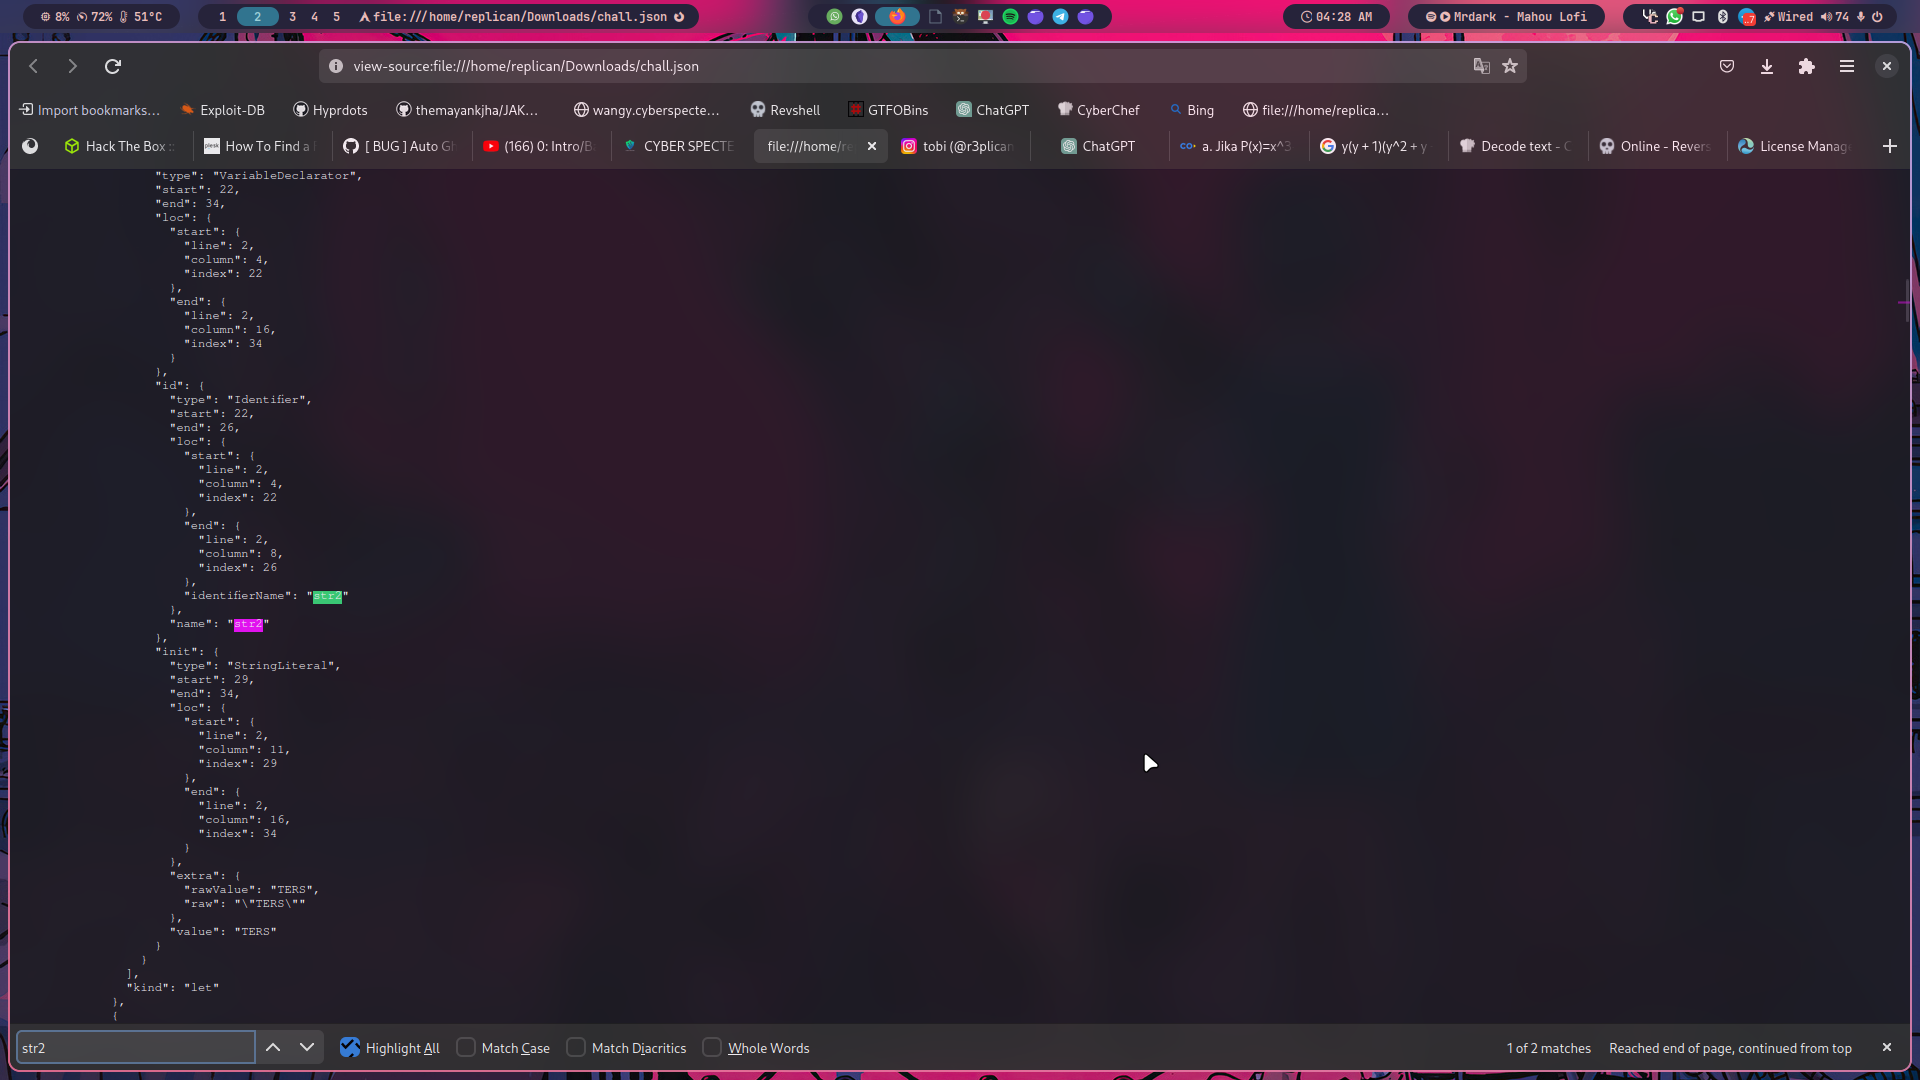 8% 72% 51°C
1 2 3 4 5 file:///home/replican/Downloads/chall.json
04:28 AM
Mrdark - Mahou Lofi
Wired 74
view-source:file:///home/replican/Downloads/chall.json
Import bookmarks... Exploit-DB Hyprdots themayankjha/JAK... wangy.cyberspecte... Revshell GTFOBins ChatGPT CyberChef Bing file:///home/replica...
Hack The Box :: How To Find a [ BUG ] Auto Gh (166) 0: Intro/B CYBER SPECTE file:///home/re tobi (@r3plican ChatGPT a. Jika P(x)=x^3 y(y + 1)(y^2 + y Decode text - C Online - Revers License Manag
"type": "VariableDeclarator",
"start": 22,
"end": 34,
"loc": {
"start": {
"line": 2,
"column": 4,
"index": 22
},
"end": {
"line": 2,
"column": 16,
"index": 34
}
},
"id": {
"type": "Identifier",
"start": 22,
"end": 26,
"loc": {
"start": {
"line": 2,
"column": 4,
"index": 22
},
"end": {
"line": 2,
"column": 8,
"index": 26
},
"identifierName": "str2"
},
"name": "str2"
},
"init": {
"type": "StringLiteral",
"start": 29,
"end": 34,
"loc": {
"start": {
"line": 2,
"column": 11,
"index": 29
},
"end": {
"line": 2,
"column": 16,
"index": 34
}
},
"extra": {
"rawValue": "TERS",
"raw": "\"TERS\""
},
"value": "TERS"
}
}
],
"kind": "let"
},
{
str2 Highlight All Match Case Match Diacritics Whole Words 1 of 2 matches Reached end of page, continued from top